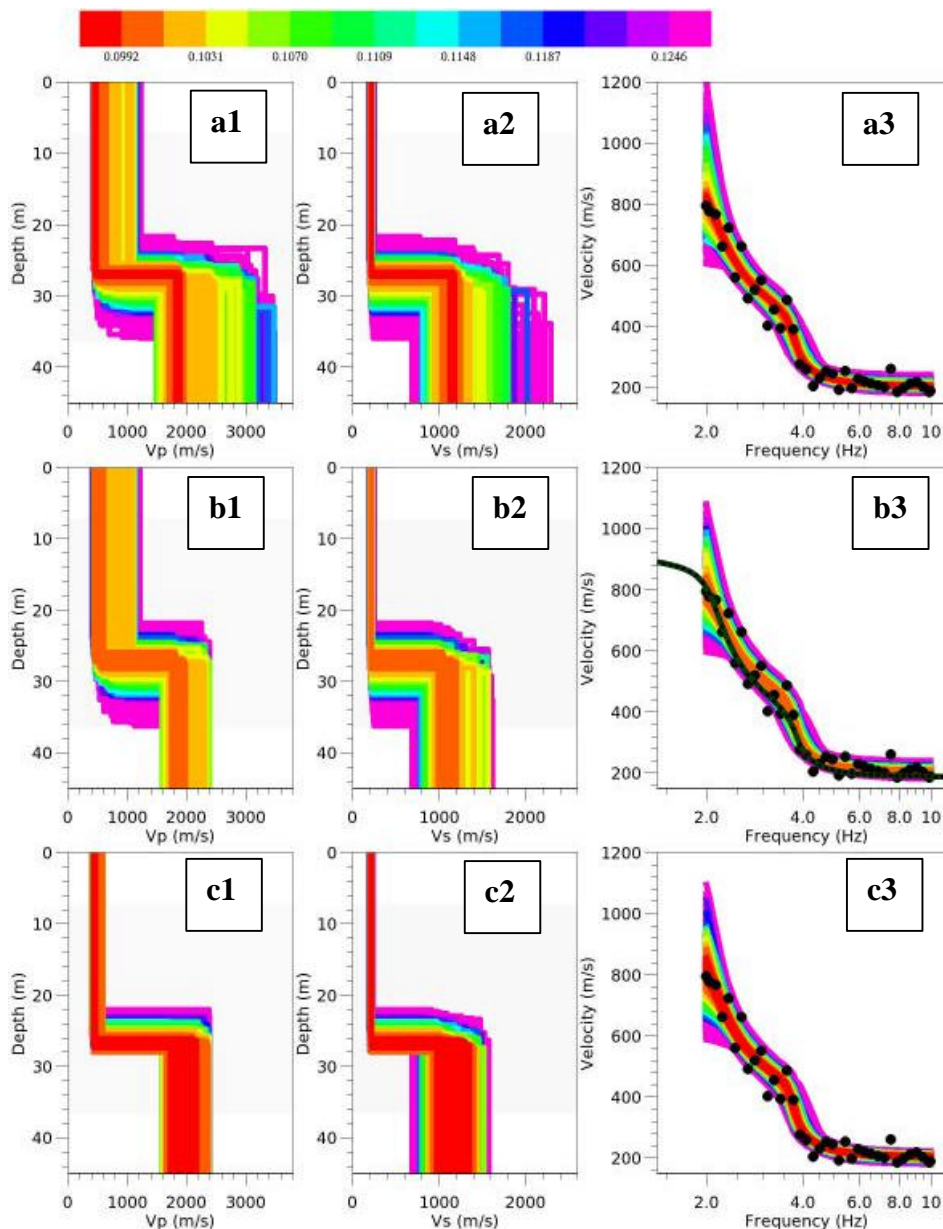 0.0992 0.1031 0.1070 0.1109 0.1148 0.1187 0.1246
a1 a2 a3
0 10 20 30 40
Depth (m)
0 1000 2000 3000
Vp (m/s)
0 10 20 30 40
Depth (m)
0 1000 2000
Vs (m/s)
1200 1000 800 600 400 200
Velocity (m/s)
2.0 4.0 6.0 8.0 10
Frequency (Hz)
b1 b2 b3
0 10 20 30 40
Depth (m)
0 1000 2000 3000
Vp (m/s)
0 10 20 30 40
Depth (m)
0 1000 2000
Vs (m/s)
1200 1000 800 600 400 200
Velocity (m/s)
2.0 4.0 6.0 8.0 10
Frequency (Hz)
c1 c2 c3
0 10 20 30 40
Depth (m)
0 1000 2000 3000
Vp (m/s)
0 10 20 30 40
Depth (m)
0 1000 2000
Vs (m/s)
1200 1000 800 600 400 200
Velocity (m/s)
2.0 4.0 6.0 8.0 10
Frequency (Hz)